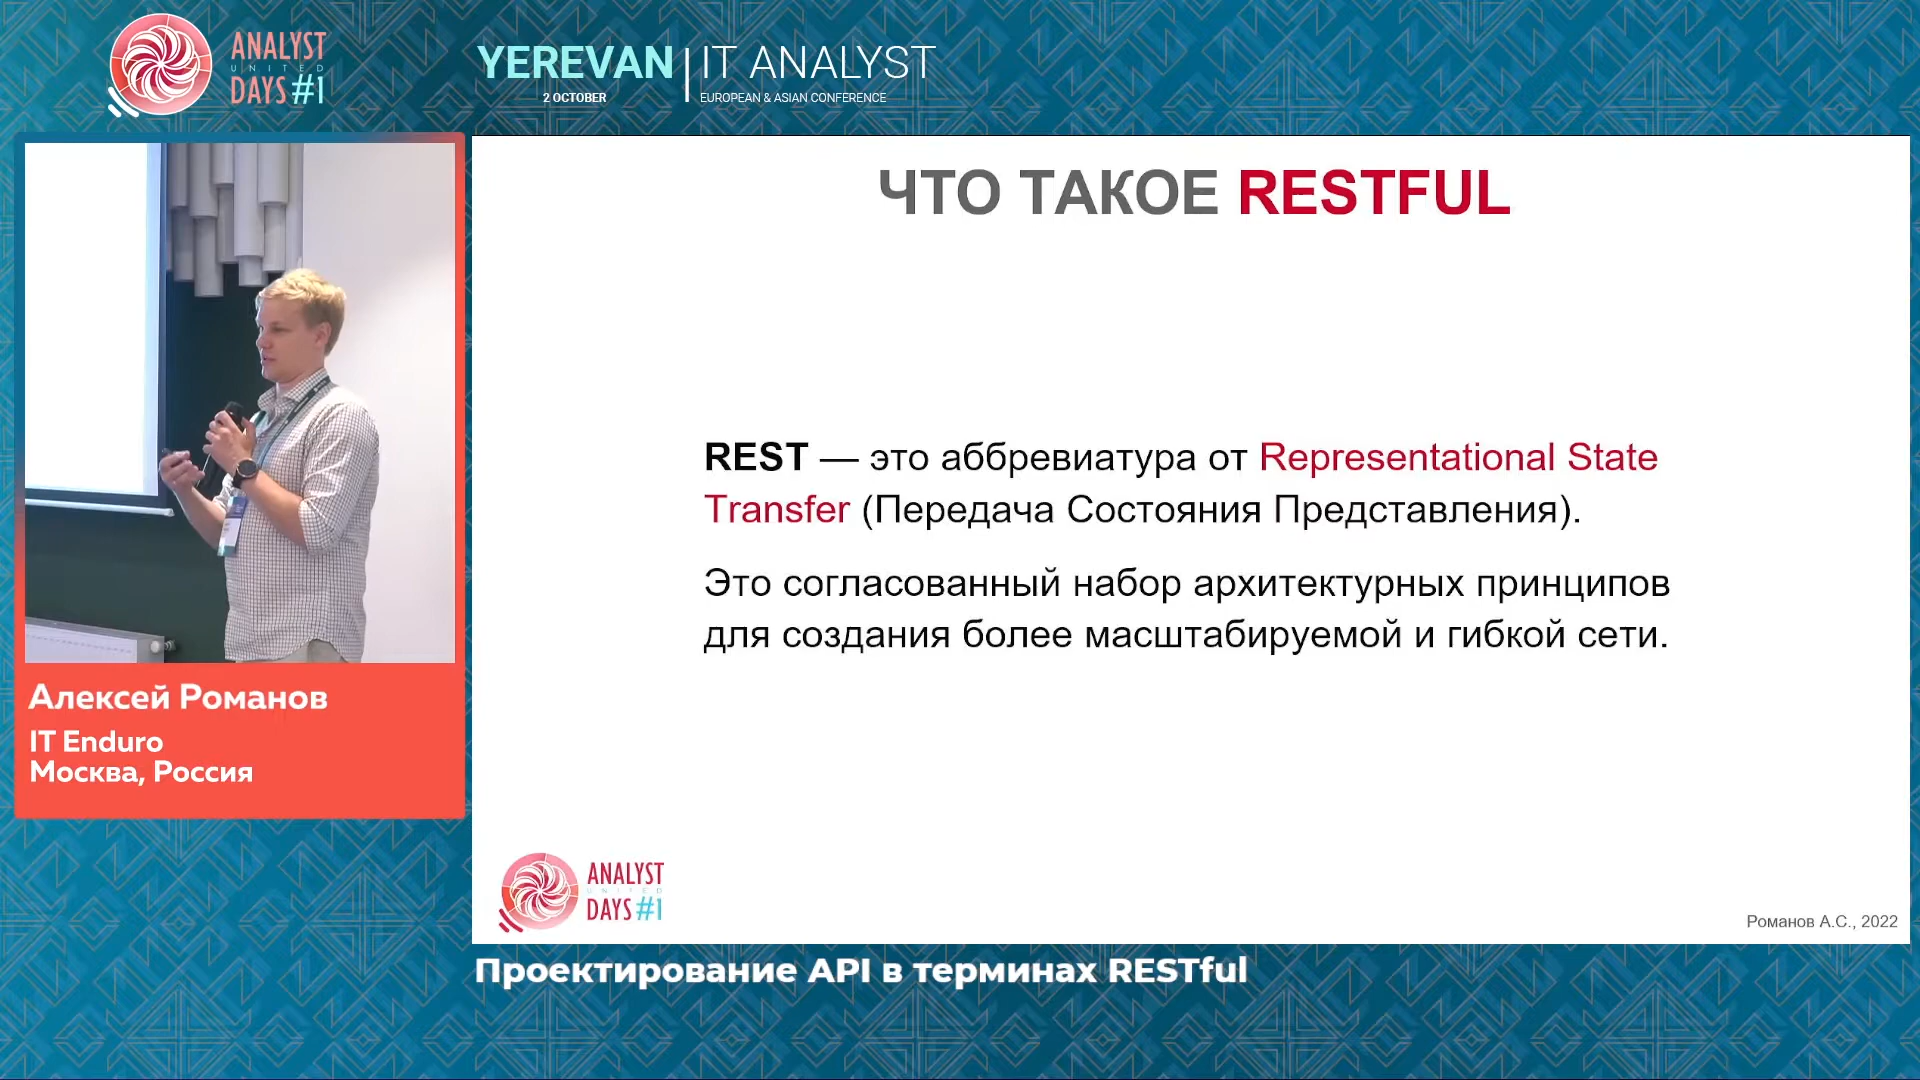 ANALYST
UNITED
DAYS #1
YEREVAN
2 OCTOBER
IT ANALYST
EUROPEAN & ASIAN CONFERENCE
ЧТО ТАКОЕ RESTFUL
REST — это аббревиатура от Representational State
Transfer (Передача Состояния Представления).
Это согласованный набор архитектурных принципов
для создания более масштабируемой и гибкой сети.
Алексей Романов
IT Enduro
Москва, Россия
ANALYST
UNITED
DAYS #1
Романов А.С., 2022
Проектирование API в терминах RESTful